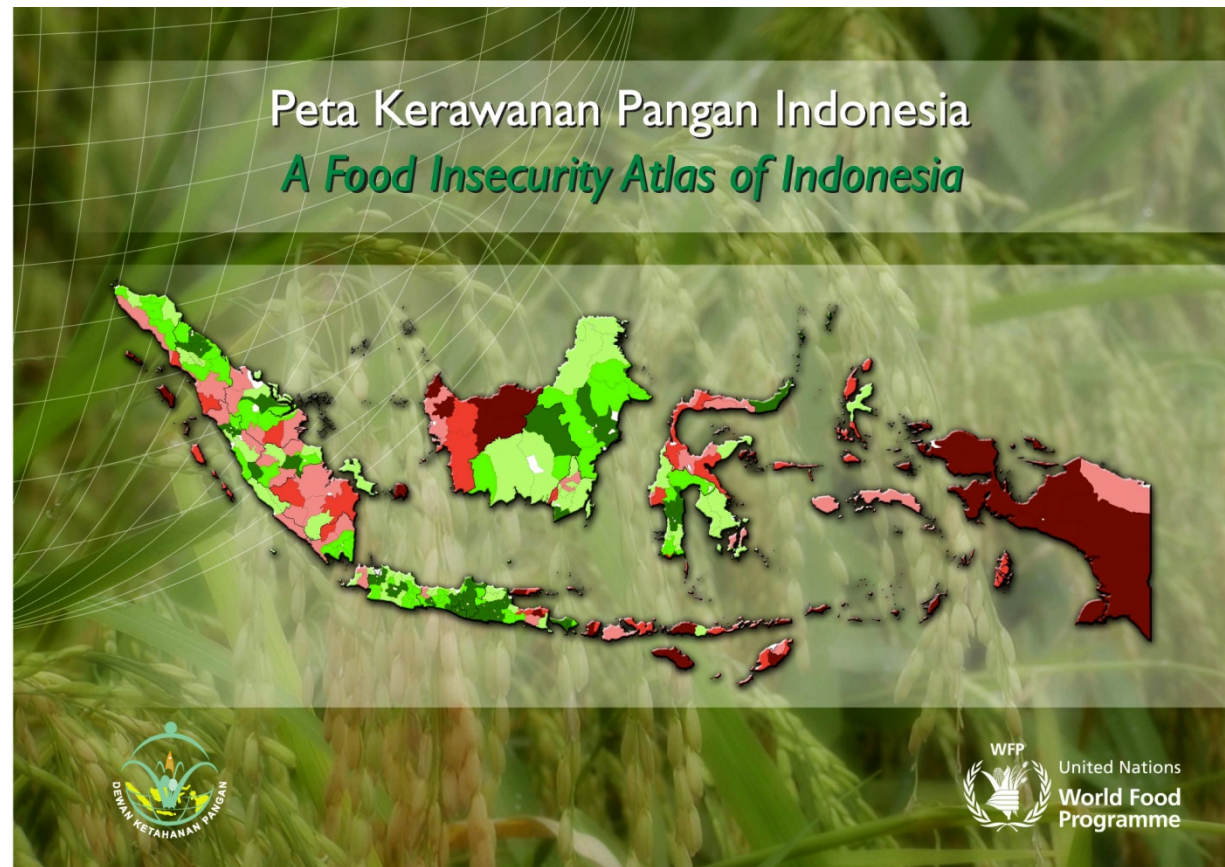 Peta Kerawanan Pangan Indonesia
A Food Insecurity Atlas of Indonesia
DEWAN KETAHANAN PANGAN
WFP
United Nations
World Food
Programme